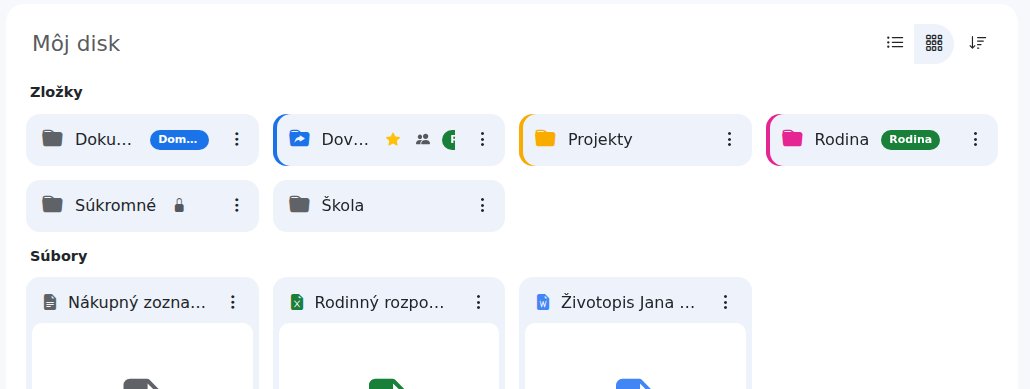 Môj disk
Zložky
Doku... Dom...
Dov...
Projekty
Rodina Rodina
Súkromné
Škola
Súbory
Nákupný zozna...
Rodinný rozpo...
Životopis Jana ...